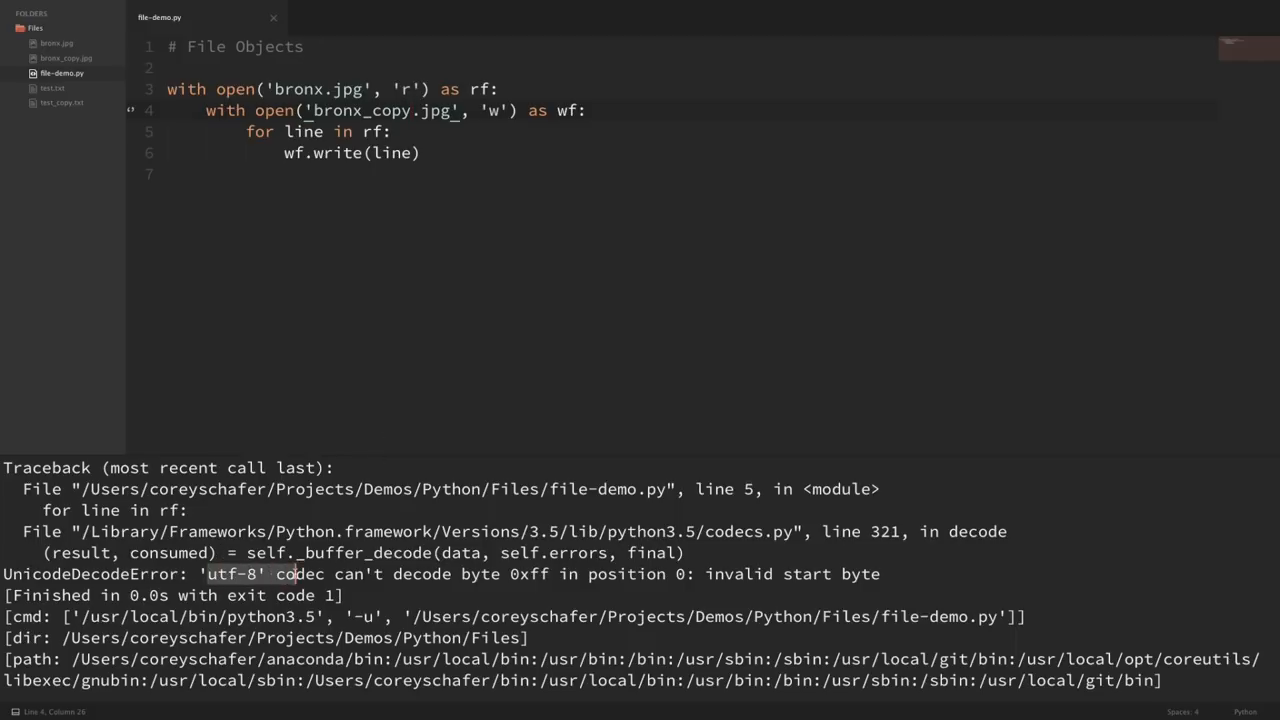 FOLDERS
Files
bronx.jpg
bronx_copy.jpg
file-demo.py
test.txt
test_copy.txt
file-demo.py
1 # File Objects
2
3 with open('bronx.jpg', 'r') as rf:
4 with open('bronx_copy.jpg', 'w') as wf:
5 for line in rf:
6 wf.write(line)
7
Traceback (most recent call last):
File "/Users/coreyschafer/Projects/Demos/Python/Files/file-demo.py", line 5, in <module>
for line in rf:
File "/Library/Frameworks/Python.framework/Versions/3.5/lib/python3.5/codecs.py", line 321, in decode
(result, consumed) = self._buffer_decode(data, self.errors, final)
UnicodeDecodeError: 'utf-8' codec can't decode byte 0xff in position 0: invalid start byte
[Finished in 0.0s with exit code 1]
[cmd: ['/usr/local/bin/python3.5', '-u', '/Users/coreyschafer/Projects/Demos/Python/Files/file-demo.py']]
[dir: /Users/coreyschafer/Projects/Demos/Python/Files]
[path: /Users/coreyschafer/anaconda/bin:/usr/local/bin:/usr/bin:/bin:/usr/sbin:/sbin:/usr/local/git/bin:/usr/local/opt/coreutils/
libexec/gnubin:/usr/local/sbin:/Users/coreyschafer/bin:/usr/local/bin:/usr/bin:/bin:/usr/sbin:/sbin:/usr/local/git/bin]
Line 4, Column 26
Spaces: 4
Python